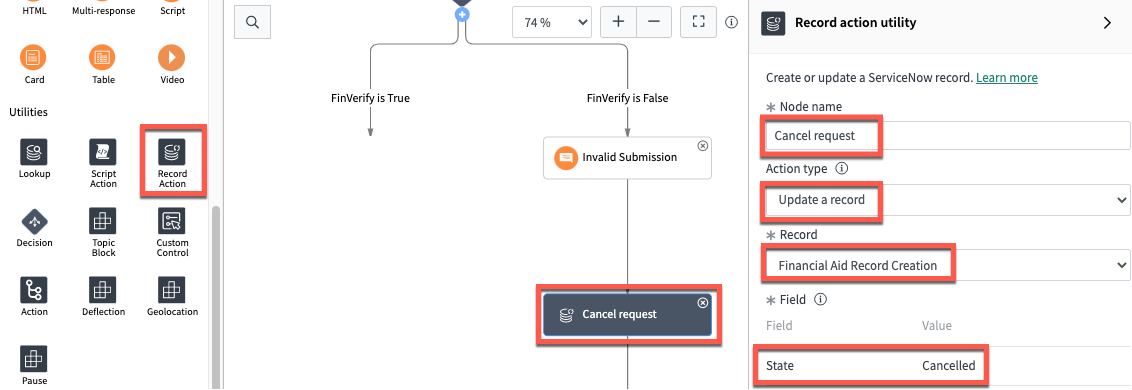 HTML
Multi-response
Script
Card
Table
Video
Utilities
Lookup
Script
Action
Record
Action
Decision
Topic
Block
Custom
Control
Action
Deflection
Geolocation
Pause
74 %
FinVerify is True
FinVerify is False
Invalid Submission
Cancel request
Record action utility
Create or update a ServiceNow record. Learn more
Node name
Cancel request
Action type
Update a record
Record
Financial Aid Record Creation
Field
Field Value
State Cancelled